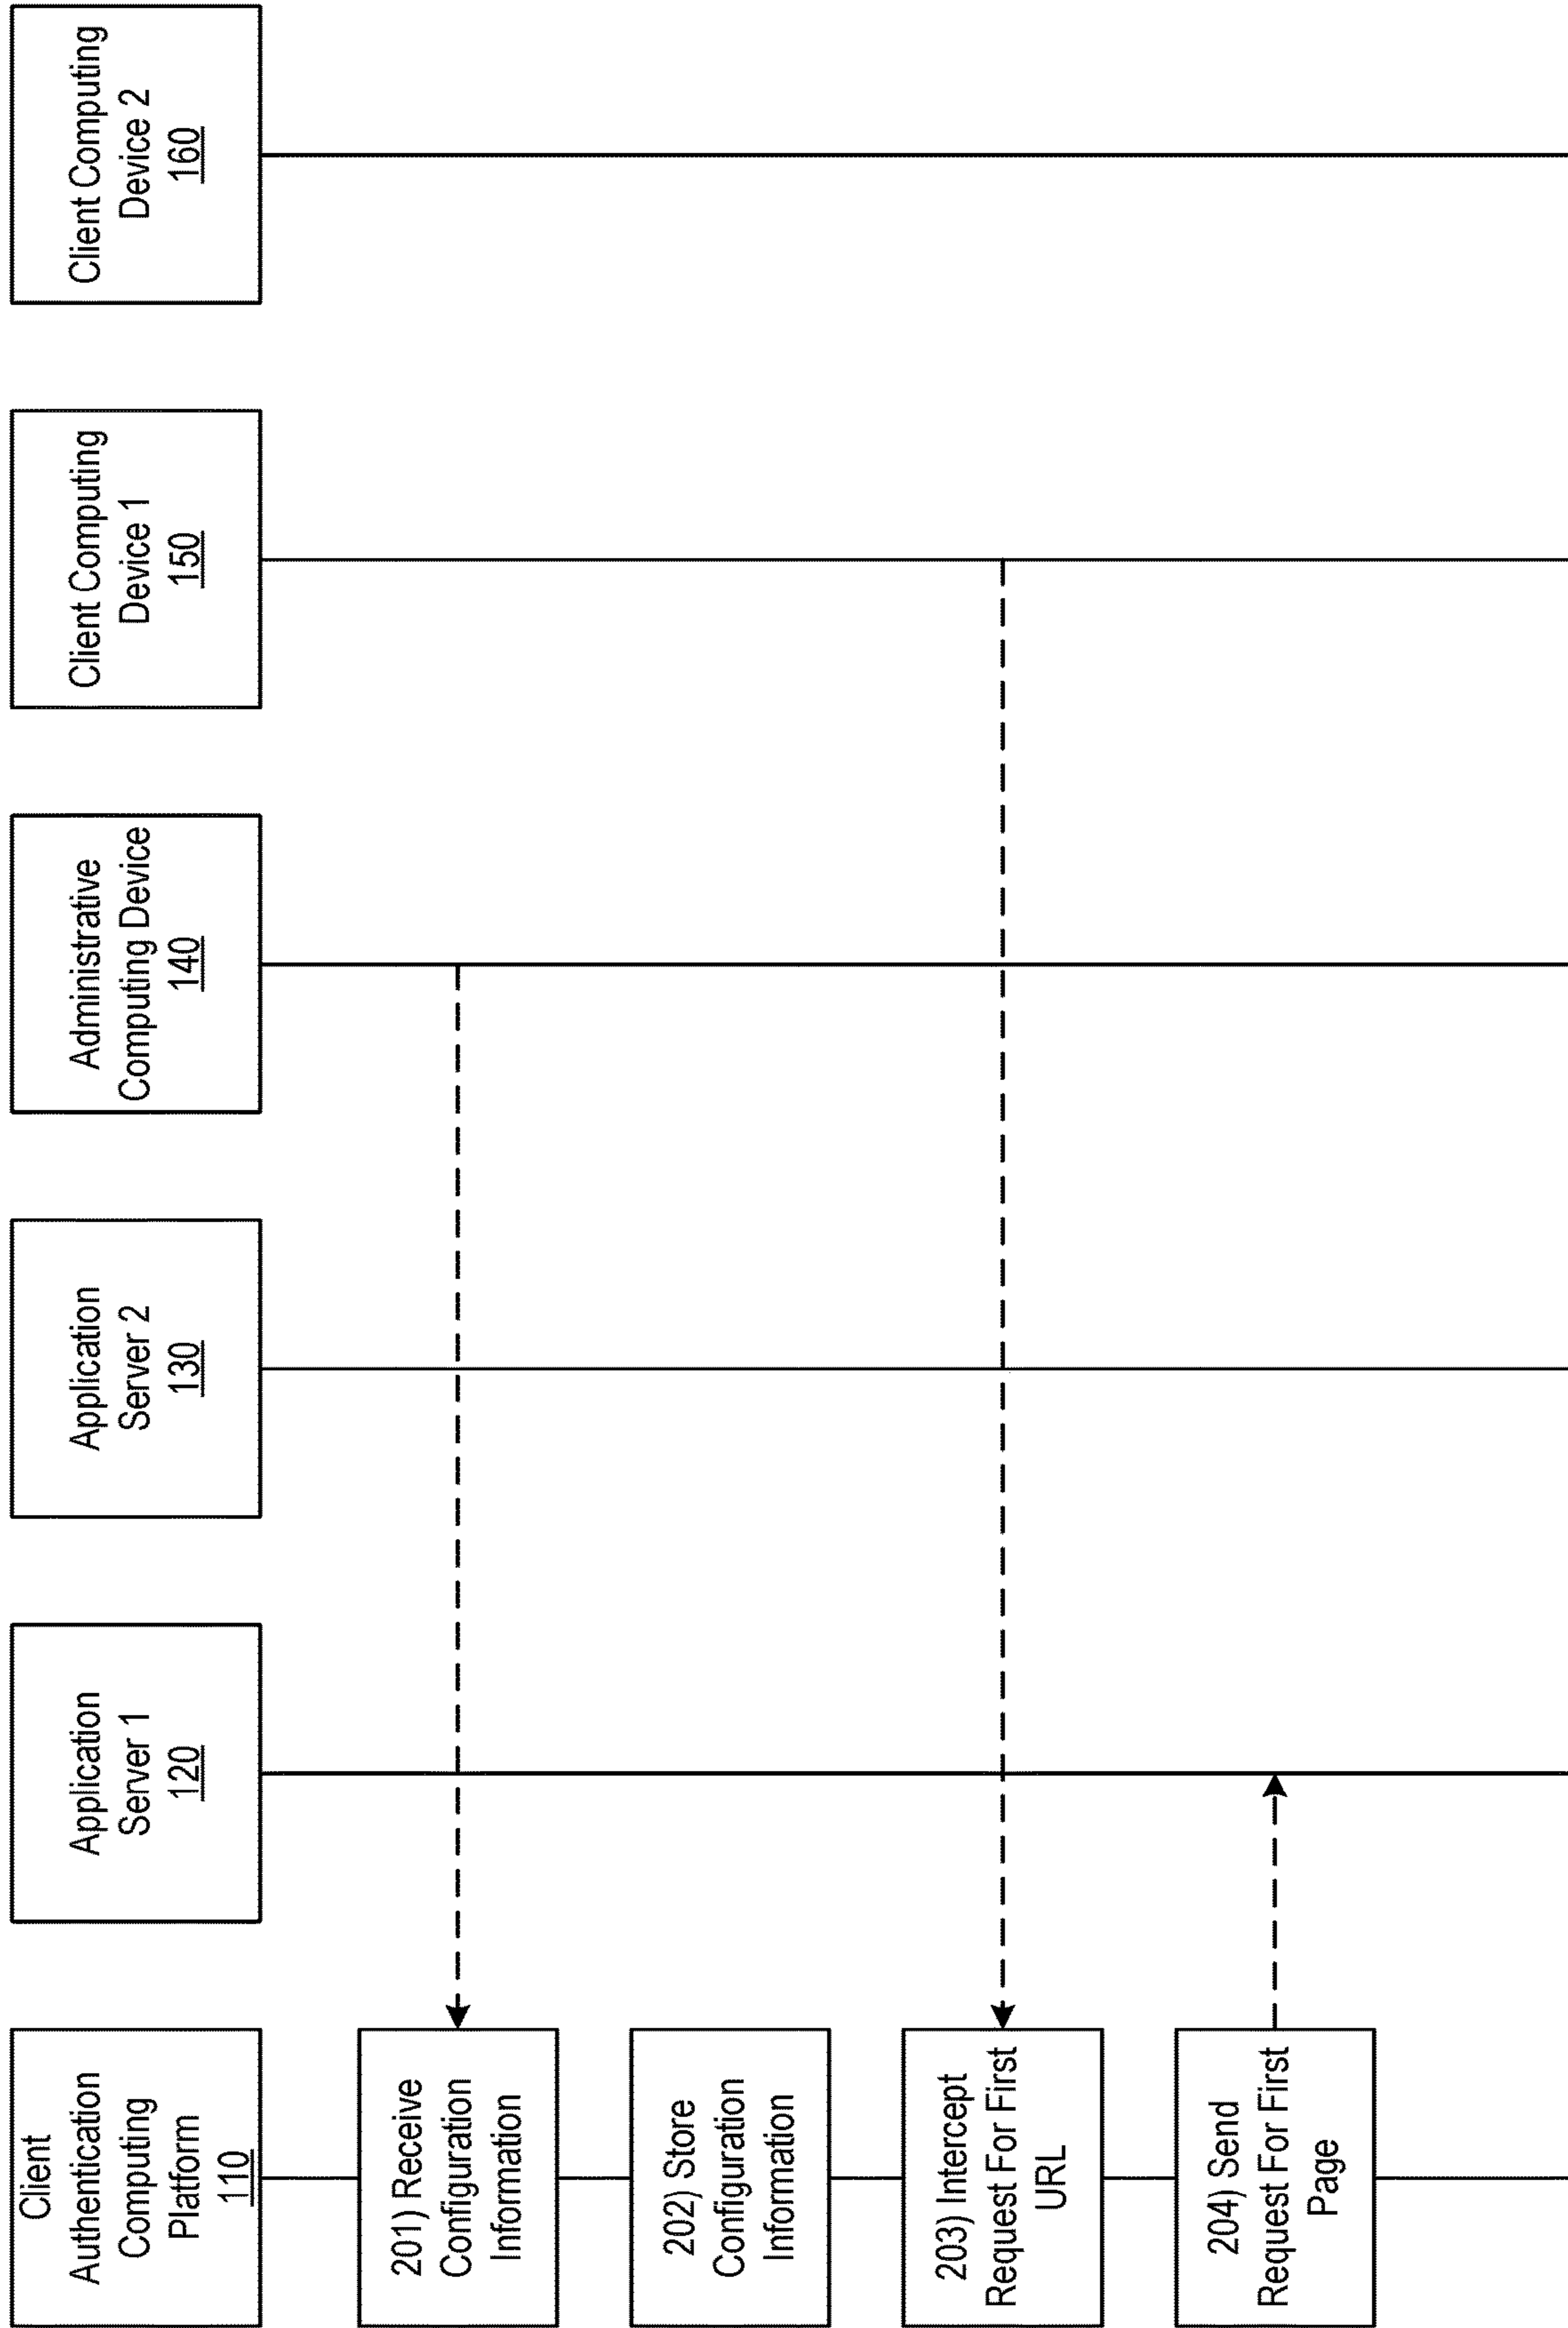 Client
Authentication
Computing
Platform
110
Application
Server 1
120
Application
Server 2
130
Administrative
Computing Device
140
Client Computing
Device 1
150
Client Computing
Device 2
160
201) Receive
Configuration
Information
202) Store
Configuration
Information
203) Intercept
Request For First
URL
204) Send
Request For First
Page